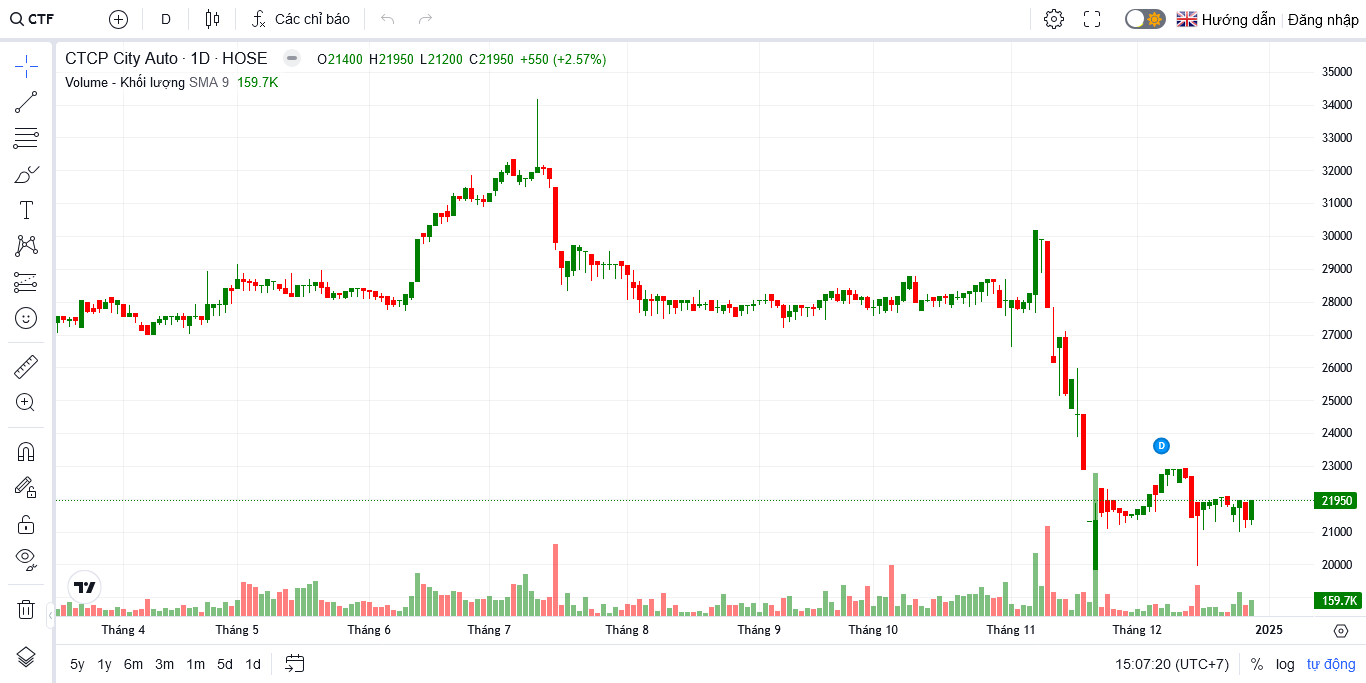 CTF D Các chỉ báo Hướng dẫn Đăng nhập
CTCP City Auto · 1D · HOSE O21400 H21950 L21200 C21950 +550 (+2.57%)
Volume - Khối lượng SMA 9 159.7K
35000
34000
33000
32000
31000
30000
29000
28000
27000
26000
25000
24000
D
23000
21950
21000
20000
159.7K
Tháng 4 Tháng 5 Tháng 6 Tháng 7 Tháng 8 Tháng 9 Tháng 10 Tháng 11 Tháng 12 2025
5y 1y 6m 3m 1m 5d 1d 15:07:20 (UTC+7) % log tự động